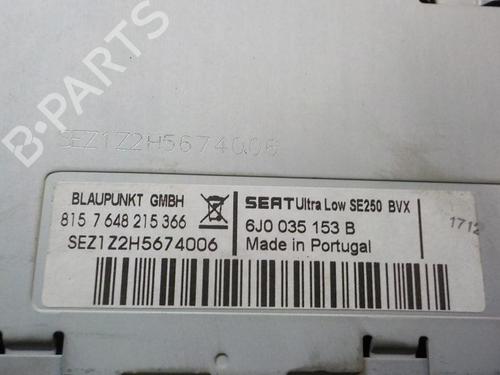 B-PARTS
SEZ1Z2H5674006
BLAUPUNKT GMBH
815 7 648 215 366
SEZ1Z2H5674006
SEAT Ultra Low SE250 BVX
6J0 035 153 B
Made in Portugal
1712